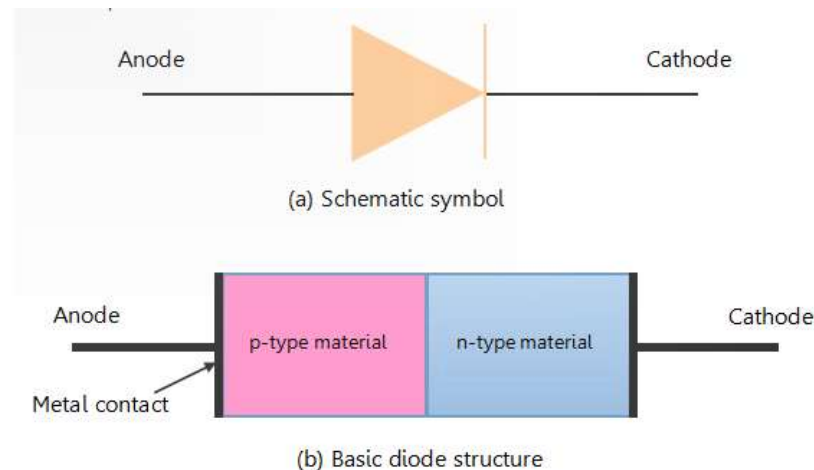 Anode
Cathode
(a) Schematic symbol
Anode
Cathode
p-type material
n-type material
Metal contact
(b) Basic diode structure